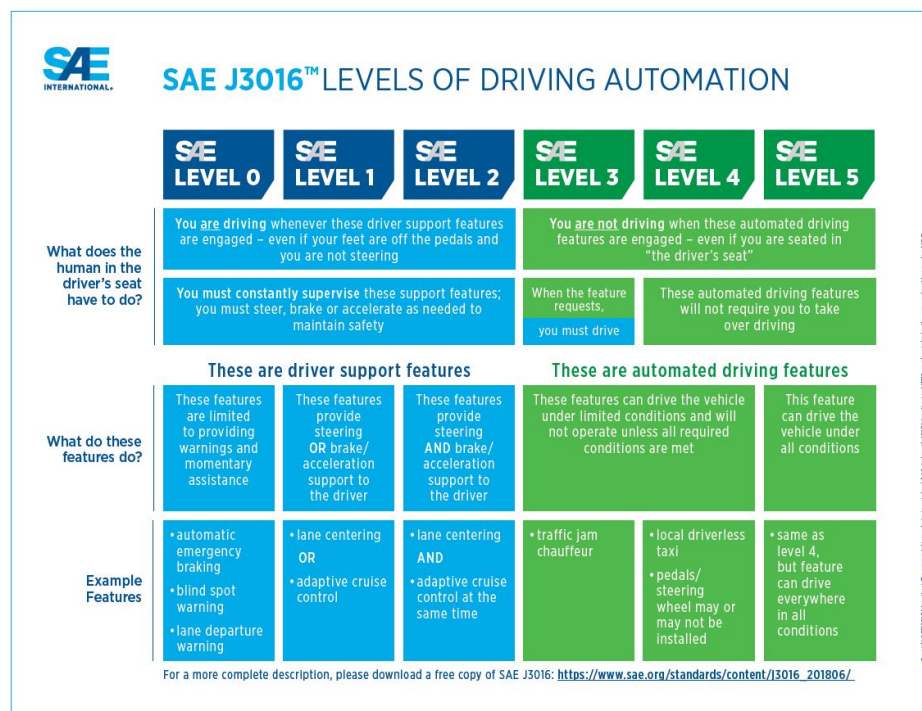 SAE
INTERNATIONAL.
SAE J3016™ LEVELS OF DRIVING AUTOMATION
SAE
LEVEL 0
SAE
LEVEL 1
SAE
LEVEL 2
SAE
LEVEL 3
SAE
LEVEL 4
SAE
LEVEL 5
What does the
human in the
driver's seat
have to do?
You are driving whenever these driver support features
are engaged – even if your feet are off the pedals and
you are not steering
You are not driving when these automated driving
features are engaged – even if you are seated in
“the driver's seat”
You must constantly supervise these support features;
you must steer, brake or accelerate as needed to
maintain safety
When the feature
requests,
you must drive
These automated driving features
will not require you to take
over driving
These are driver support features
These are automated driving features
What do these
features do?
These features
are limited
to providing
warnings and
momentary
assistance
These features
provide
steering
OR brake/
acceleration
support to
the driver
These features
provide
steering
AND brake/
acceleration
support to
the driver
These features can drive the vehicle
under limited conditions and will
not operate unless all required
conditions are met
This feature
can drive the
vehicle under
all conditions
Example
Features
• automatic
emergency
braking
• blind spot
warning
• lane departure
warning
• lane centering
OR
• adaptive cruise
control
• lane centering
AND
• adaptive cruise
control at the
same time
• traffic jam
chauffeur
• local driverless
taxi
• pedals/
steering
wheel may or
may not be
installed
• same as
level 4,
but feature
can drive
everywhere
in all
conditions
For a more complete description, please download a free copy of SAE J3016: https://www.sae.org/standards/content/J3016_201806/